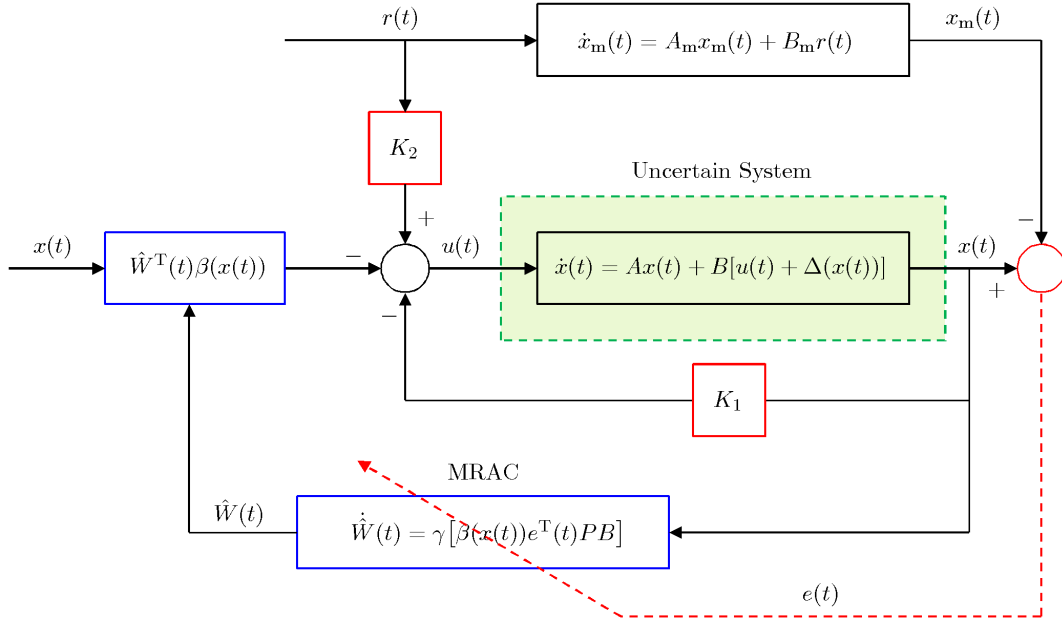 r(t)
x_m(t)
ẋ_m(t) = A_m x_m(t) + B_m r(t)
−
K_2
Uncertain System
+
x(t)
Ŵ^T(t)β(x(t))
−
u(t)
ẋ(t) = Ax(t) + B[u(t) + Δ(x(t))]
x(t)
+
−
K_1
MRAC
Ŵ(t)
Ŵ̇(t) = γ[β(x(t))e^T(t)PB]
e(t)